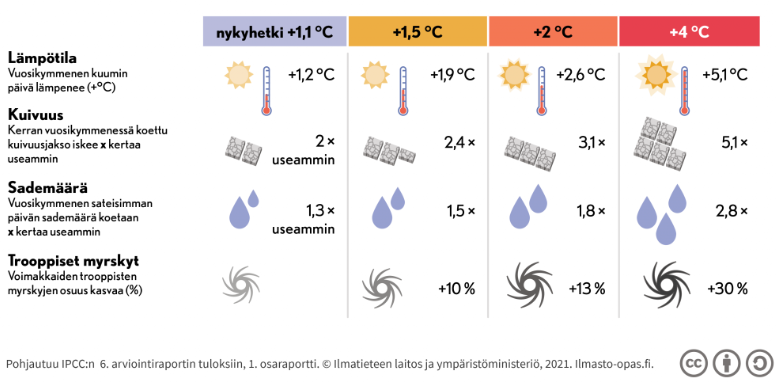 nykyhetki +1,1 °C
+1,5 °C
+2 °C
+4 °C
Lämpötila
Vuosikymmenen kuumin
päivä lämpenee (+°C)
+1,2 °C
+1,9 °C
+2,6 °C
+5,1 °C
Kuivuus
Kerran vuosikymmenessä koettu
kuivuusjakso iskee x kertaa
useammin
2 ×
useammin
2,4 ×
3,1 ×
5,1 ×
Sademäärä
Vuosikymmenen sateisimman
päivän sademäärä koetaan
x kertaa useammin
1,3 ×
useammin
1,5 ×
1,8 ×
2,8 ×
Trooppiset myrskyt
Voimakkaiden trooppisten
myrskyjen osuus kasvaa (%)
+10 %
+13 %
+30 %
Pohjautuu IPCC:n 6. arviointiraportin tuloksiin, 1. osaraportti. © Ilmatieteen laitos ja ympäristöministeriö, 2021. Ilmasto-opas.fi.
cc